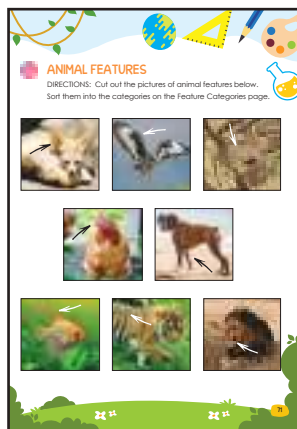 ANIMAL FEATURES
DIRECTIONS: Cut out the pictures of animal features below.
Sort them into the categories on the Feature Categories page.
71